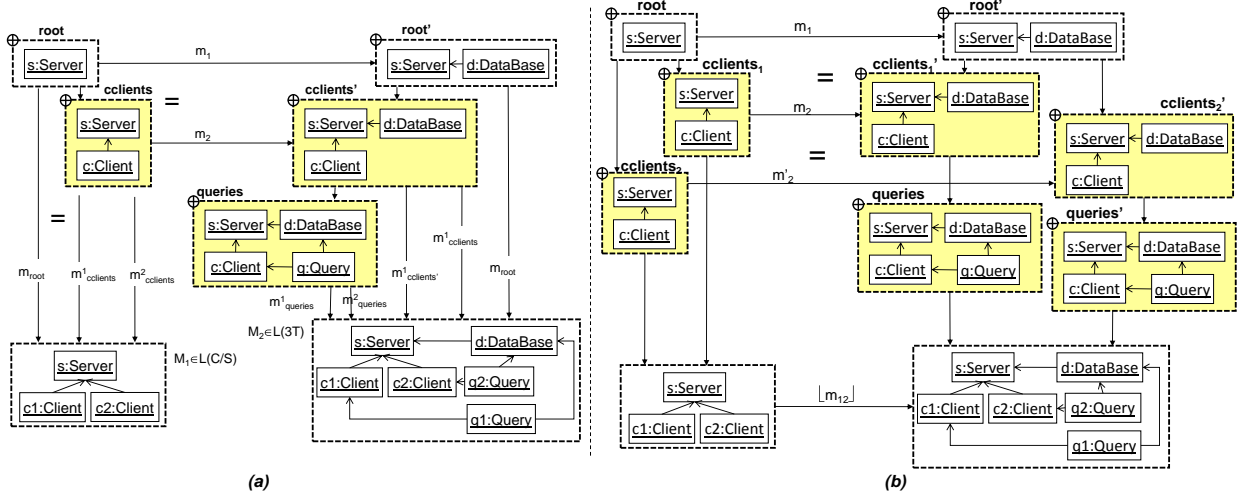 root
s:Server
m1
root’
s:Server
d:DataBase
cclients
=
s:Server
c:Client
m2
cclients’
s:Server
d:DataBase
c:Client
queries
s:Server
d:DataBase
c:Client
q:Query
=
mroot
m1cclients
m2cclients
m1queries
m2queries
m1cclients’
m1cclients
mroot
M1∈L(C/S)
s:Server
c1:Client
c2:Client
M2∈L(3T)
s:Server
d:DataBase
c1:Client
c2:Client
q2:Query
q1:Query
(a)
root
s:Server
m1
root’
s:Server
d:DataBase
cclients1
=
s:Server
c:Client
m2
cclients1’
s:Server
d:DataBase
c:Client
cclients2
=
s:Server
c:Client
m’2
cclients2’
s:Server
d:DataBase
c:Client
queries
s:Server
d:DataBase
c:Client
q:Query
queries’
s:Server
d:DataBase
c:Client
q:Query
s:Server
c1:Client
c2:Client
⌊m12⌋
s:Server
d:DataBase
c1:Client
c2:Client
q2:Query
q1:Query
(b)